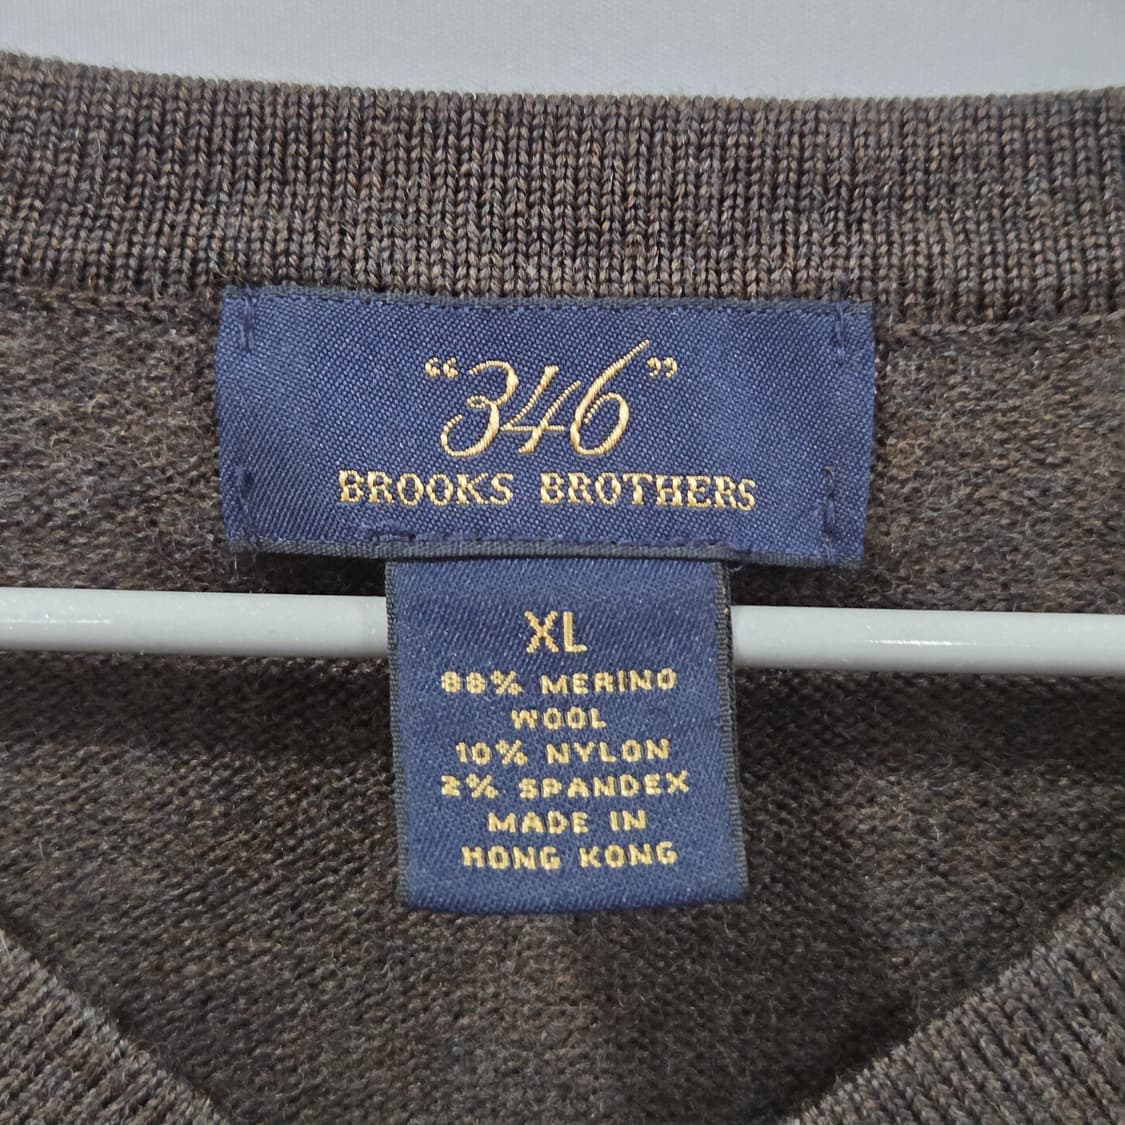 “346”
BROOKS BROTHERS
XL
88% MERINO
WOOL
10% NYLON
2% SPANDEX
MADE IN
HONG KONG